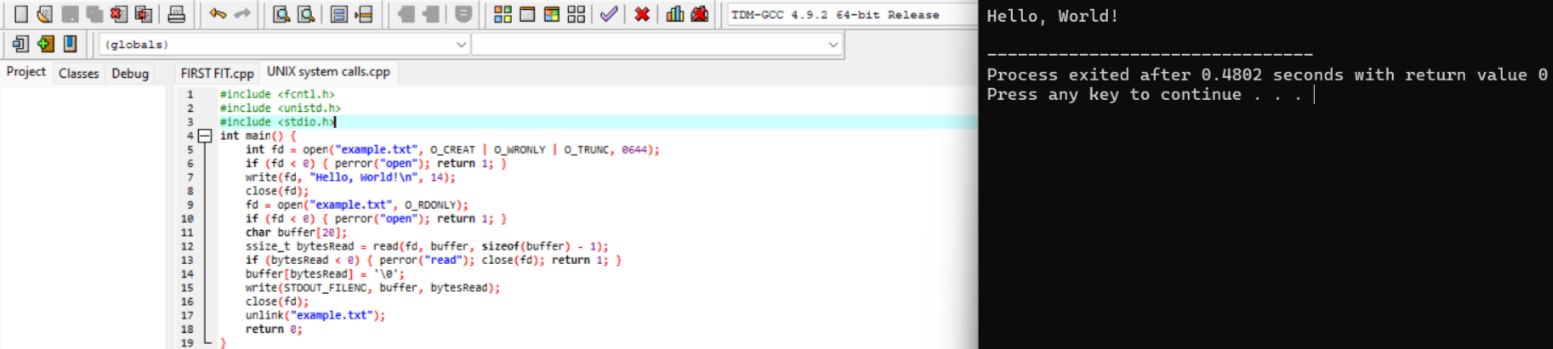 TDM-GCC 4.9.2 64-bit Release
(globals)
Project Classes Debug
FIRST FIT.cpp UNIX system calls.cpp
1 #include <fcntl.h>
2 #include <unistd.h>
3 #include <stdio.h>
4 int main() {
5 int fd = open("example.txt", O_CREAT | O_WRONLY | O_TRUNC, 0644);
6 if (fd < 0) { perror("open"); return 1; }
7 write(fd, "Hello, World!\n", 14);
8 close(fd);
9 fd = open("example.txt", O_RDONLY);
10 if (fd < 0) { perror("open"); return 1; }
11 char buffer[20];
12 ssize_t bytesRead = read(fd, buffer, sizeof(buffer) - 1);
13 if (bytesRead < 0) { perror("read"); close(fd); return 1; }
14 buffer[bytesRead] = '\0';
15 write(STDOUT_FILENO, buffer, bytesRead);
16 close(fd);
17 unlink("example.txt");
18 return 0;
19 }
Hello, World!
--------------------------------
Process exited after 0.4802 seconds with return value 0
Press any key to continue . . .